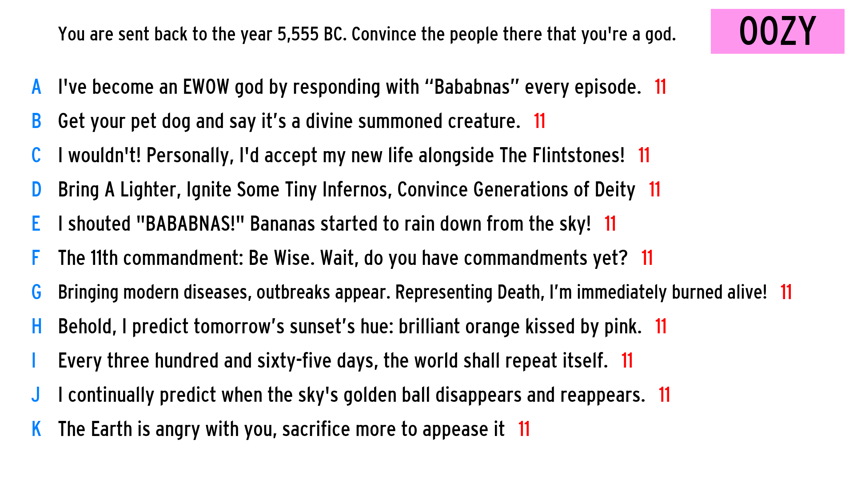 You are sent back to the year 5,555 BC. Convince the people there that you're a god.
OOZY
A I've become an EWOW god by responding with “Bababnas” every episode. 11
B Get your pet dog and say it’s a divine summoned creature. 11
C I wouldn't! Personally, I'd accept my new life alongside The Flintstones! 11
D Bring A Lighter, Ignite Some Tiny Infernos, Convince Generations of Deity 11
E I shouted "BABABNAS!" Bananas started to rain down from the sky! 11
F The 11th commandment: Be Wise. Wait, do you have commandments yet? 11
G Bringing modern diseases, outbreaks appear. Representing Death, I’m immediately burned alive! 11
H Behold, I predict tomorrow’s sunset’s hue: brilliant orange kissed by pink. 11
I Every three hundred and sixty-five days, the world shall repeat itself. 11
J I continually predict when the sky's golden ball disappears and reappears. 11
K The Earth is angry with you, sacrifice more to appease it 11